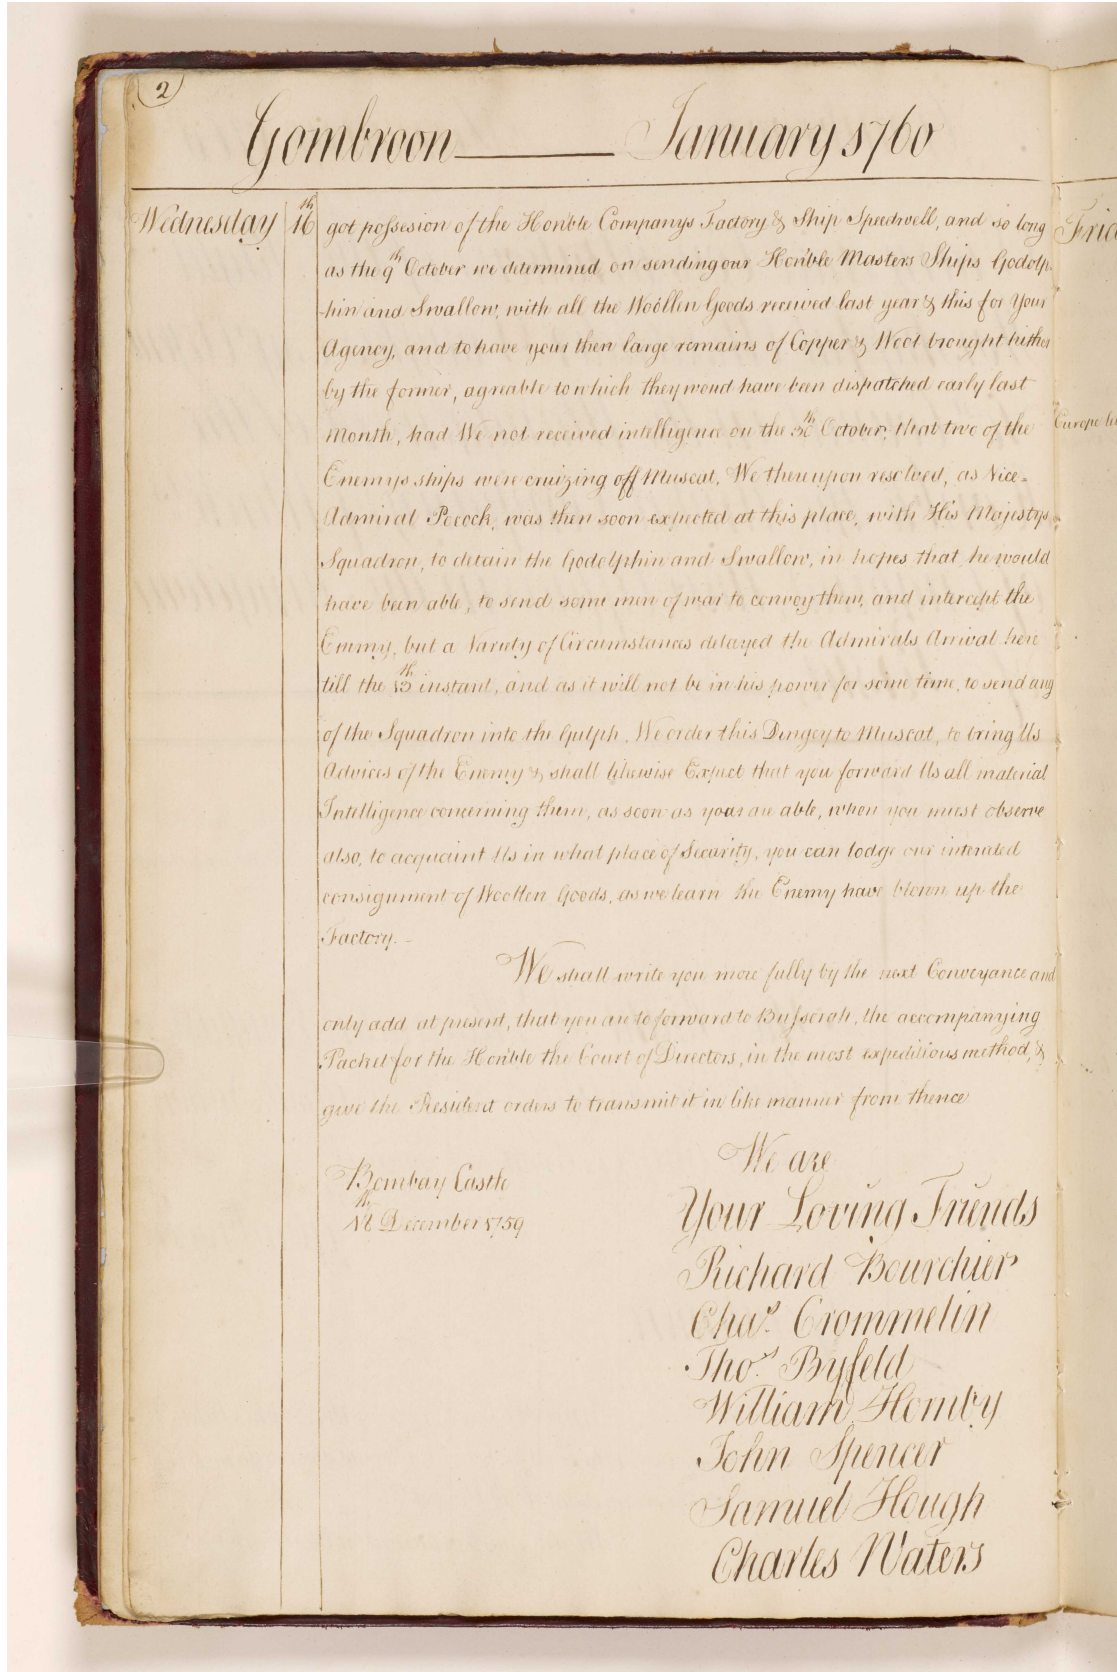 2
Gombroon January 1760
Wednesday 16th got possesion of the Honble Companys Factory & Ship Speedwell, and so long
as the 9th October we determined on sending our Honble Masters Ships Godolp-
hin and Swallow, with all the Woollen Goods received last year & this for Your
Agency, and to have your then large remains of Copper & Wool brought hither
by the former, agreable to which they woud have been dispatched early last
Month, had We not received intelligence on the October, that two of the
Enemys ships were cruizing off Muscat, We thereupon resolved, as Vice-
Admiral Pocock, was then soon expected at this place, with His Majestys
Squadron, to detain the Godolphin and Swallow, in hopes that he would
have been able, to send some men of war to convoy them, and intercept the
Enemy, but a Variety of Circumstances delayed the Admirals Arrival here
till the 13th instant, and as it will not be in his power for some time, to send any
of the Squadron into the Gulph, We order this Dingey to Muscat, to bring Us
Advices of the Enemy & shall likewise Expect that you forward Us all material
Intelligence concerning them, as soon as your are able, when you must observe
also, to acquaint Us in what place of Security, you can lodge our intended
consignment of Woollen Goods, as we learn the Enemy have blown up the
Factory.
We shall write you more fully by the next Conveyance and
only add at present, that you are to forward to Bussorah, the accompanying
Packet for the Honble the Court of Directors, in the most expeditious method, &
give the Resident orders to transmit it in like manner from thence
We are
Bombay Castle
Your Loving Friends
18th December 1759
Richard Bourchier
Chas. Crommelin
Thos. Byfeld
William Hornby
John Spencer
Samuel Hough
Charles Waters